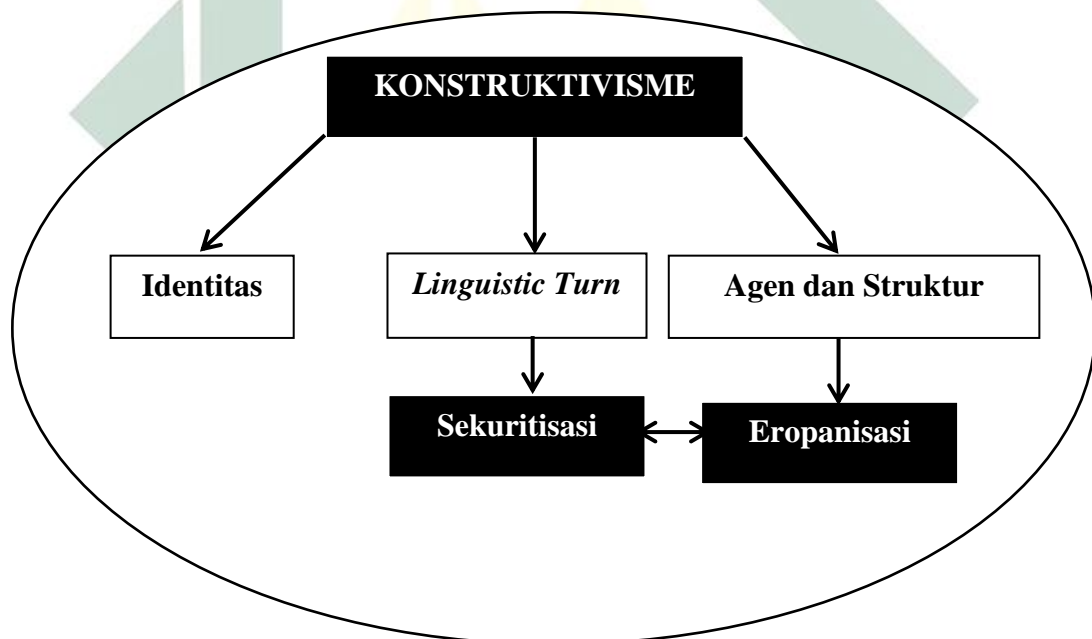 KONSTRUKTIVISME
Identitas
Linguistic Turn
Agen dan Struktur
Sekuritisasi
Eropanisasi